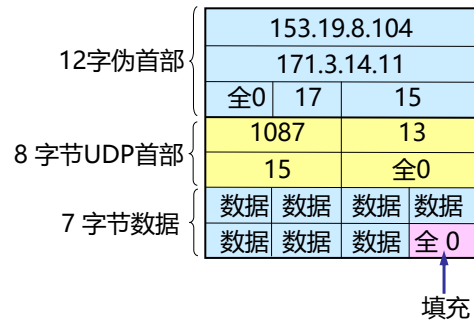 153.19.8.104
12字伪首部
171.3.14.11
全0 17 15
1087 13
8 字节UDP首部
15 全0
数据 数据 数据 数据
7 字节数据
数据 数据 数据 全 0
填充